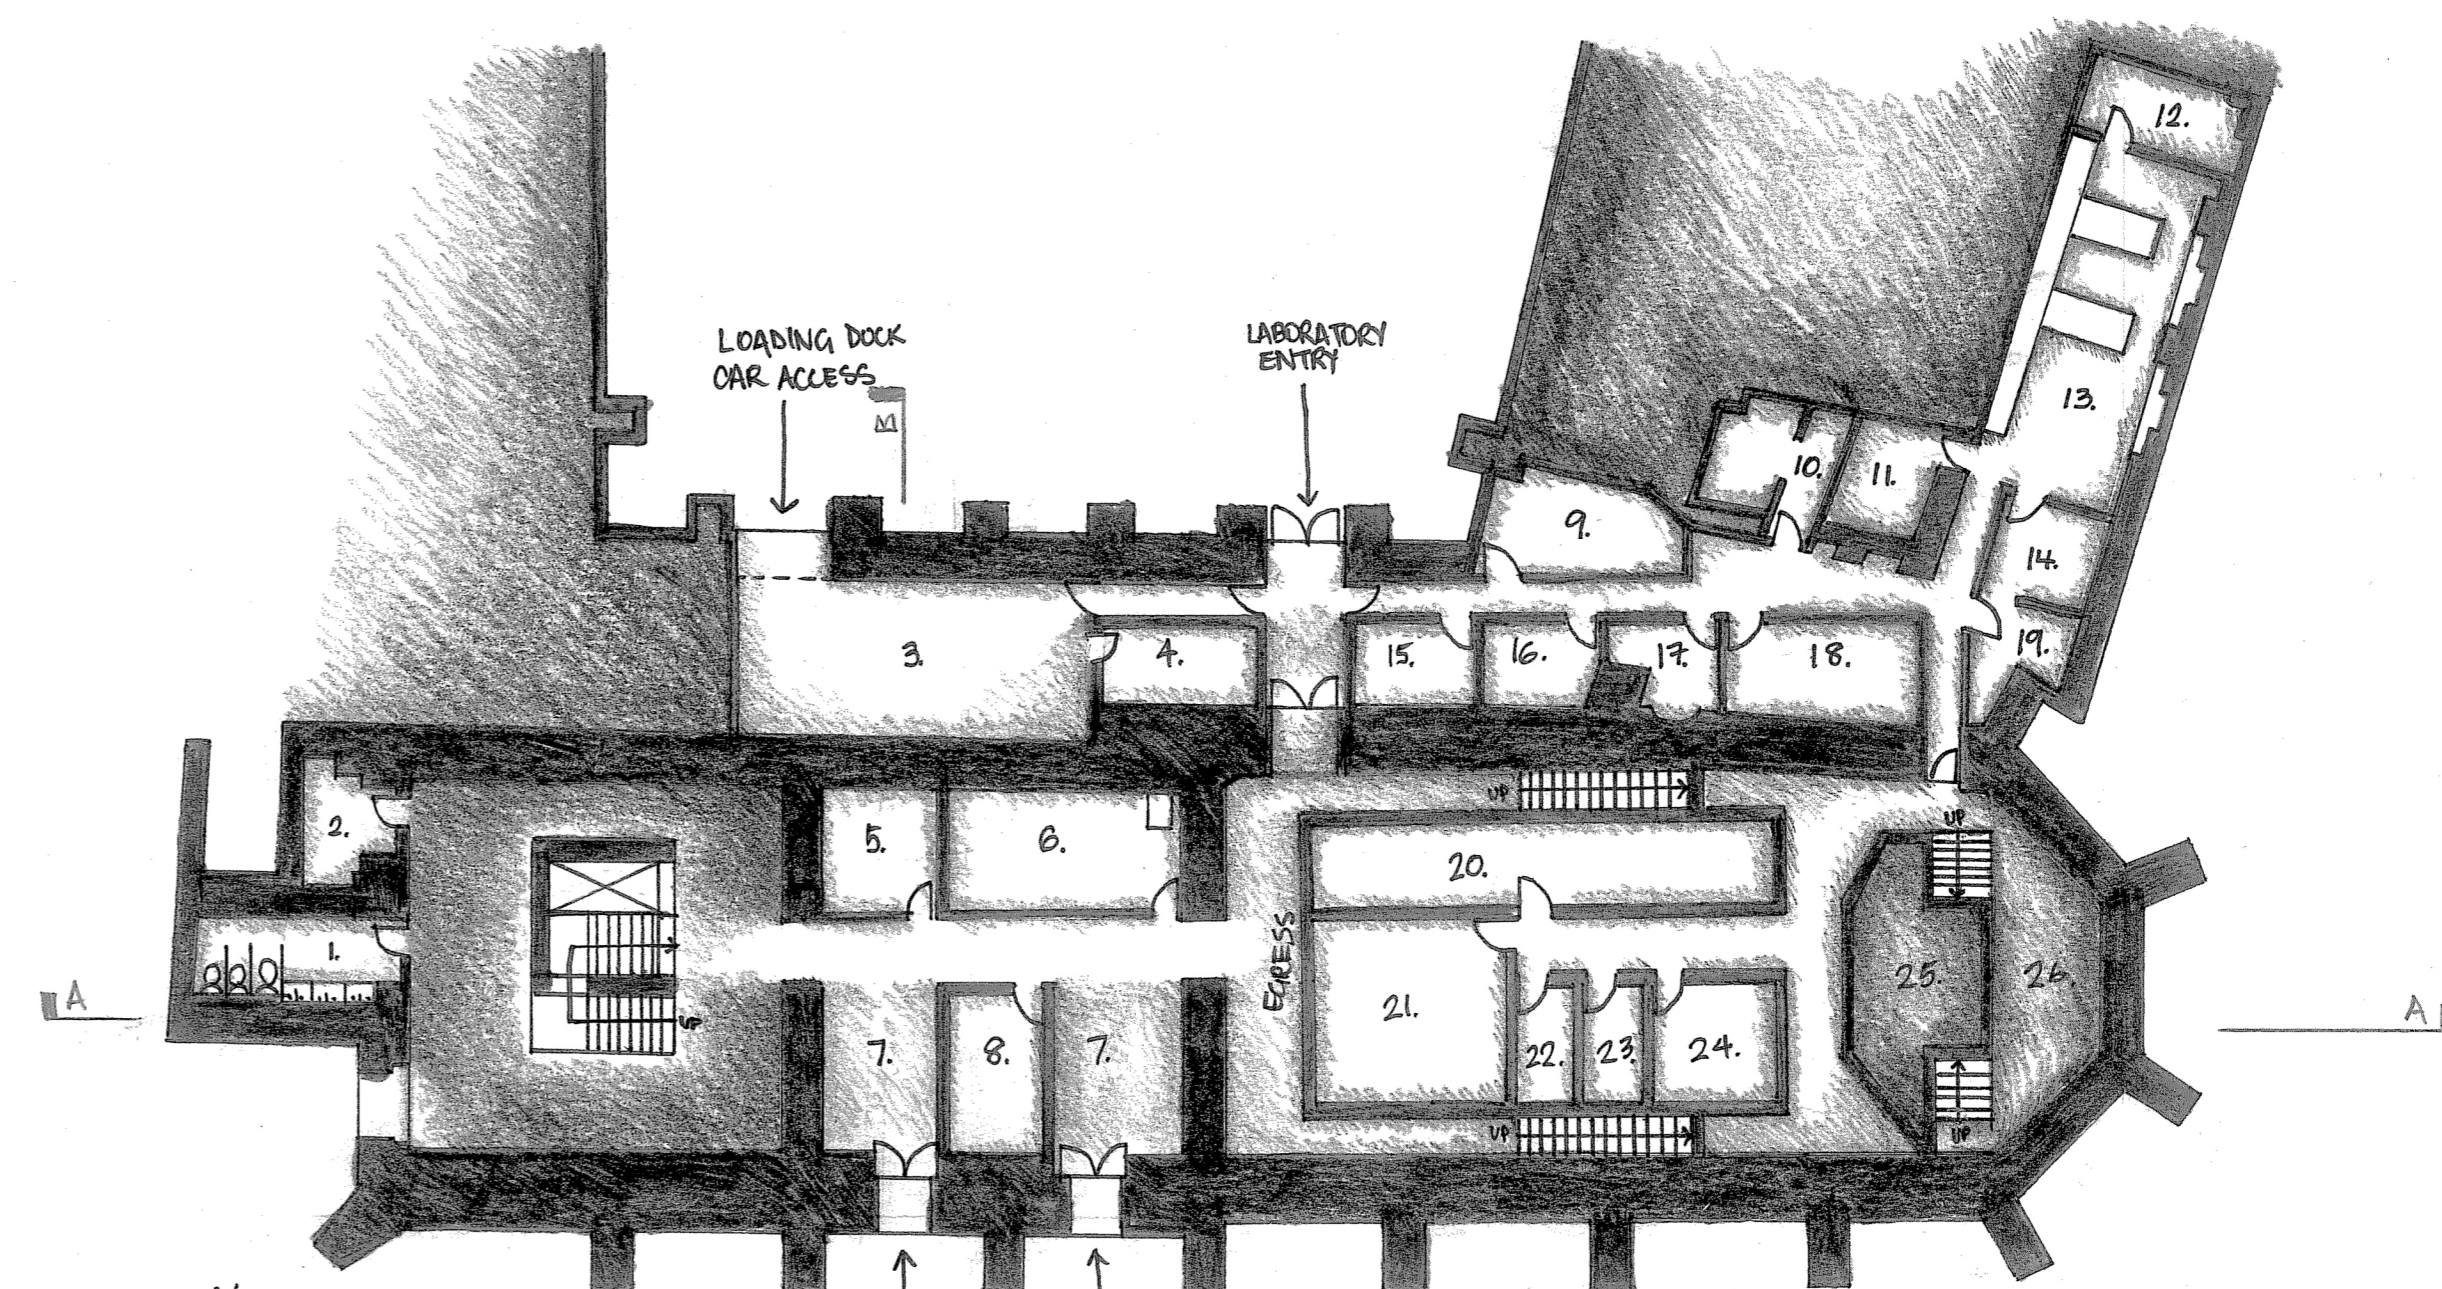 12.
LOADING DOCK
CAR ACCESS
LABORATORY
ENTRY
13.
10.
11.
9.
14.
3.
4.
15.
16.
17.
18.
19.
UP
2.
5.
6.
20.
UP
1.
EGRESS
25.
26.
A
A
21.
UP
7.
8.
7.
22.
23.
24.
UP
UP